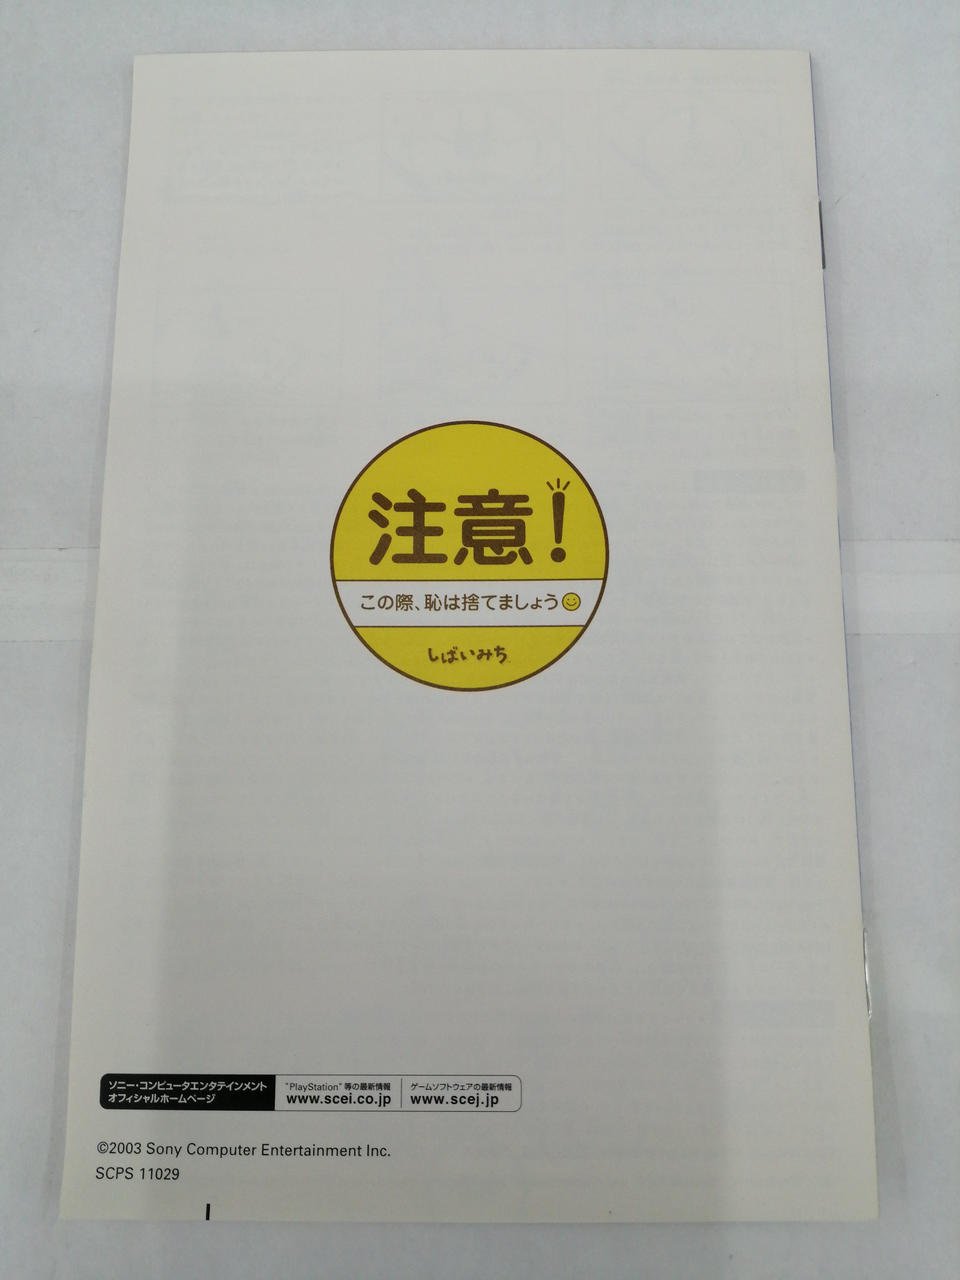 注意!
この際、恥は捨てましょう
しばいみち
ソニー・コンピュータエンタテインメント
オフィシャルホームページ
"PlayStation" 等の最新情報
www.scei.co.jp
ゲームソフトウェアの最新情報
www.scej.jp
©2003 Sony Computer Entertainment Inc.
SCPS 11029